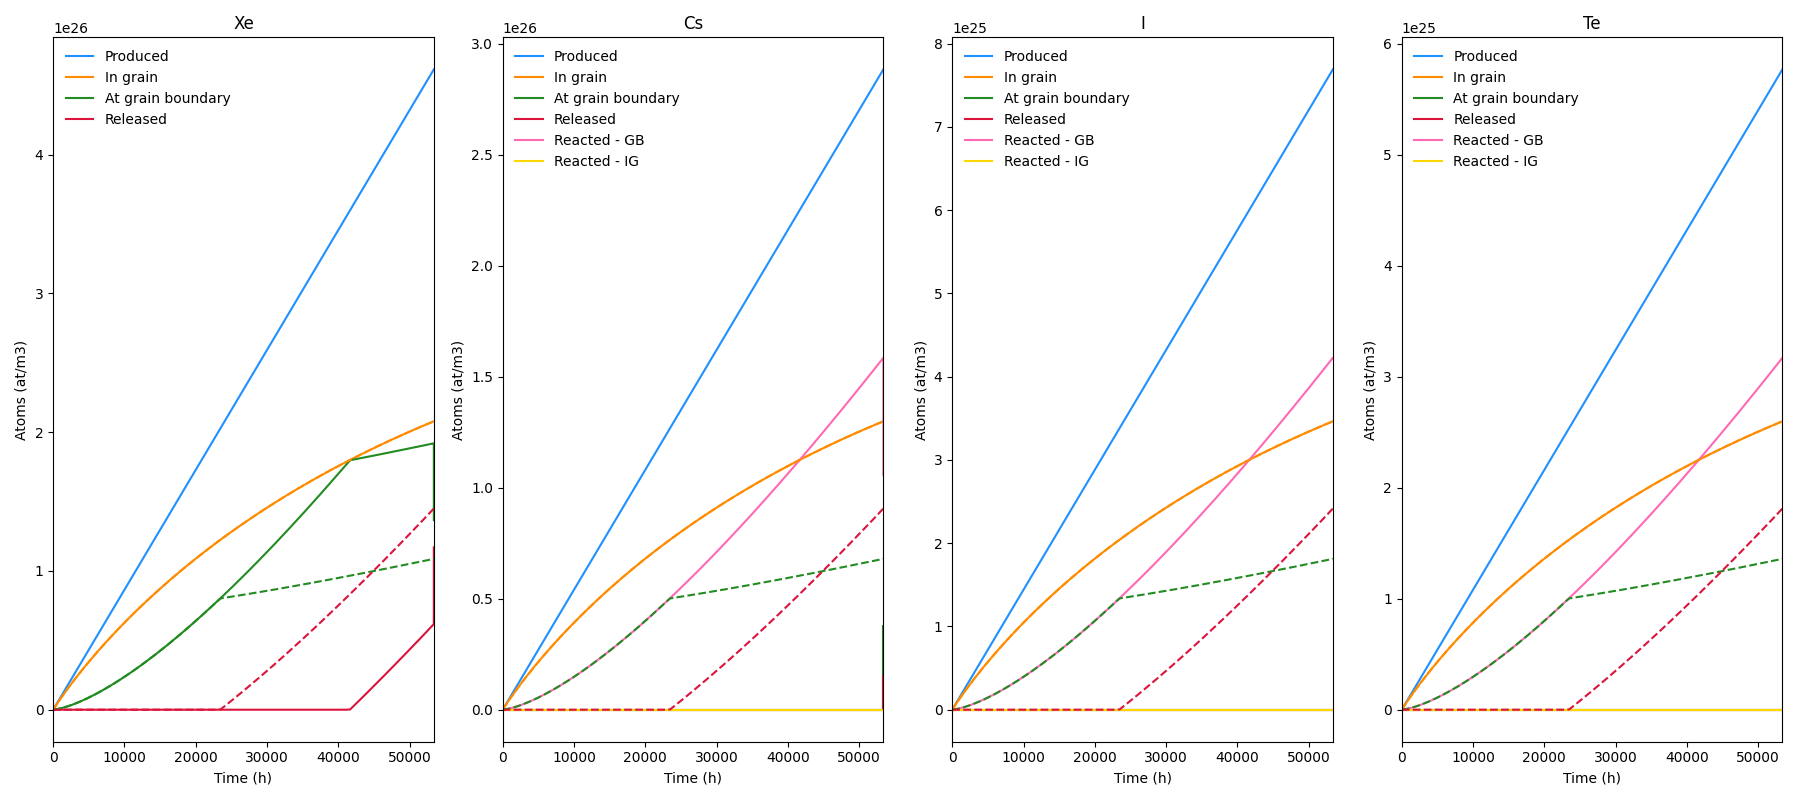 Xe
1e26
Produced
In grain
At grain boundary
Released
4
3
2
1
0
Atoms (at/m3)
0 10000 20000 30000 40000 50000
Time (h)
Cs
1e26
Produced
In grain
At grain boundary
Released
Reacted - GB
Reacted - IG
3.0
2.5
2.0
1.5
1.0
0.5
0.0
Atoms (at/m3)
0 10000 20000 30000 40000 50000
Time (h)
I
1e25
Produced
In grain
At grain boundary
Released
Reacted - GB
Reacted - IG
8
7
6
5
4
3
2
1
0
Atoms (at/m3)
0 10000 20000 30000 40000 50000
Time (h)
Te
1e25
Produced
In grain
At grain boundary
Released
Reacted - GB
Reacted - IG
6
5
4
3
2
1
0
Atoms (at/m3)
0 10000 20000 30000 40000 50000
Time (h)